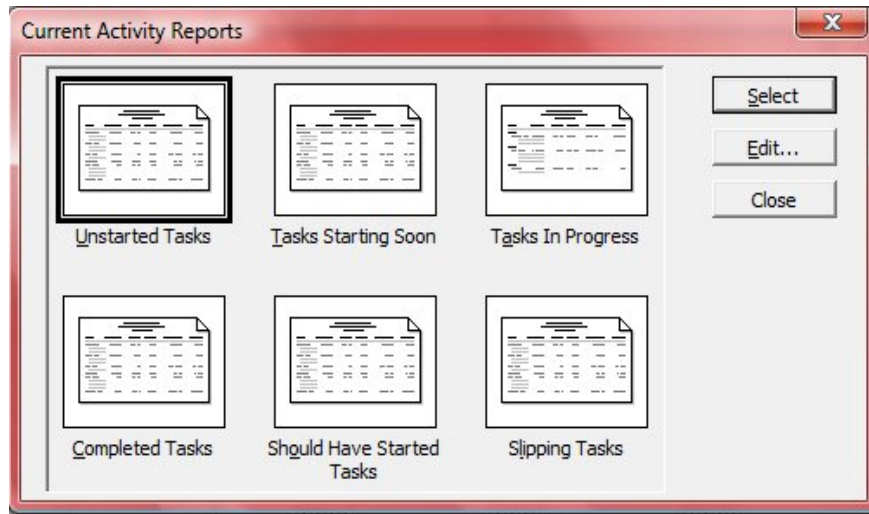 Current Activity Reports
X
Select
Edit...
Close
Unstarted Tasks
Tasks Starting Soon
Tasks In Progress
Completed Tasks
Should Have Started
Tasks
Slipping Tasks